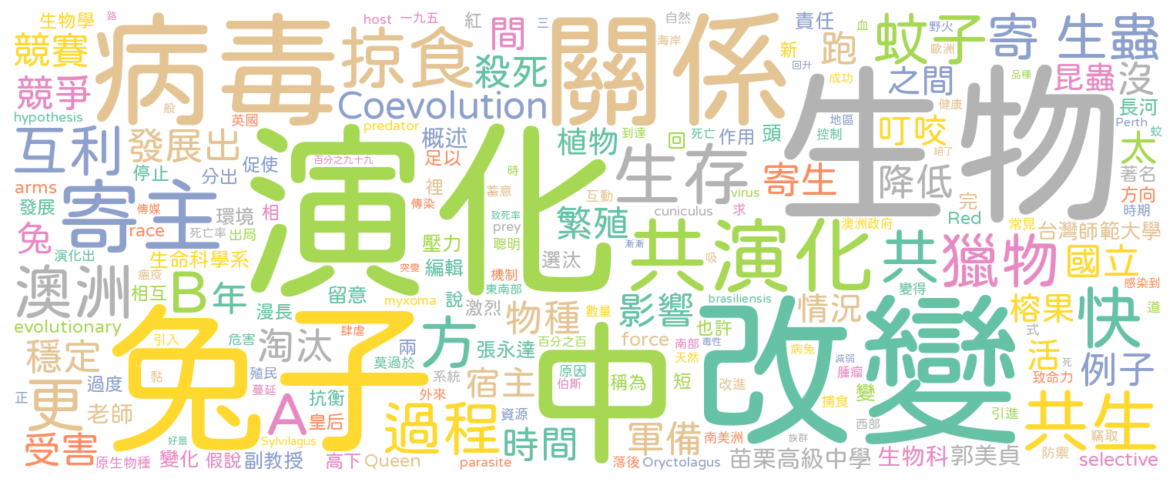 生物學 host 一九五 紅 間 海岸 三 自然 責任 血 野火 路
競賽 病毒 掠食 關係 新 跑 蚊子 寄 生蟲
歐洲 回升 品種
競爭 殺死 之間 昆蟲 沒
hypothesis 般 英國 Coevolution 成功 健康 長河
predator 地區 Perth
互利 發展出 概述 植物 到達 死亡 作用 頭 生物 控制 叮咬 絕了 太 蚊
停止 分出 促使 演化 百分之九十九 足以 回 生存 降低 著名
arms 傳媒 裡 時 蓄意 互動 virus 寄生 方向
發展 寄主 race 死亡率 環境 相 傳染 致死率 繁殖 cuniculus 求 完 時期
兔 出局 prey 漸漸 澳洲政府 Red 常見 台灣師範大學
演化出 生命科學系 壓力 聰明 共演化 共 獵物 國立
澳洲 瘟疫 突變 編輯 機制 選汰 吸 變得 感染到
相互 B 年 漫長 留意 myxoma 說 東南部 brasiliensis
evolutionary 危害 肆虐 激烈 物種 數量 影響 情況 榕果 快 道
引入 兔子 方 兩 張永達 百分之百 force 也許 改變 式
穩定 淘汰 莫過於 南部 毒性
黏 殖民 抗衡 系統 原因 天然 病兔 減弱 活 例子
更 過度 蔓延 外來 宿主 中 伯斯 稱為 短 改進 腫瘤 變 死 致命力
正 老師 A 皇后 過程 資源 捕食 引進 共生
受害 好景 時間 軍備 南美洲 西部 竊取
原生物種 變化 假說 Sylvilagus 副教授 高下 Queen parasite 落後 Oryctolagus 族群 苗栗高級中學 生物科 郭美貞 防禦 selective